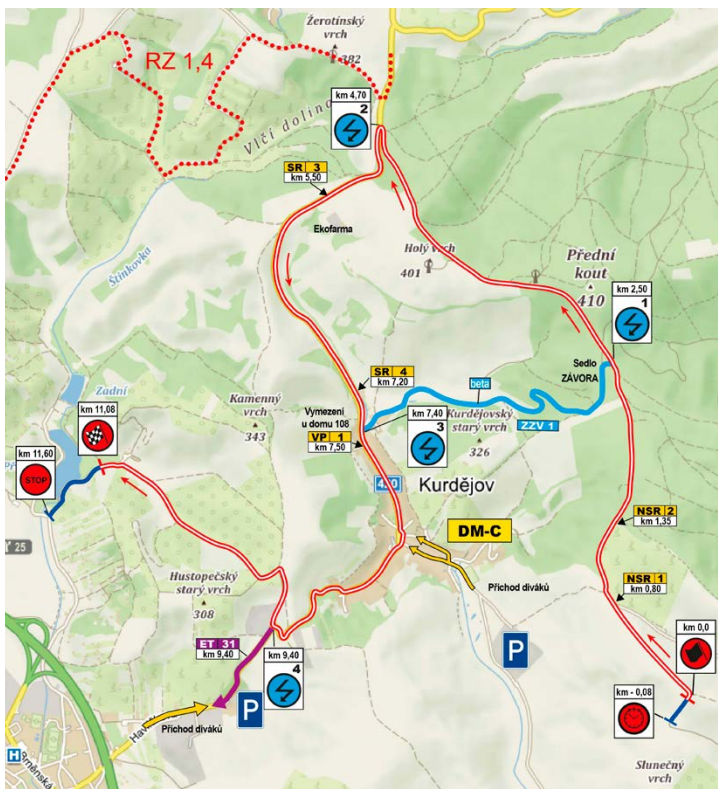 Žerotínský
vrch
382
RZ 1,4
Vlčí dolina
km 4,70
2
SR 3
km 5,50
Ekofarma
Holý vrch
401
Přední
kout
410
km 2,50
1
Štinkovka
Sedlo
ZÁVORA
SR 4
km 7,20
beta
Zadní
Kamenný
vrch
343
Vymezení
u domu 108
VP 1
km 7,50
km 7,40
3
Kurdějovský
starý vrch
326
ZZV 1
km 11,08
km 11,60
STOP
Kurdějov
NSR 2
km 1,35
DM-C
25
Hustopečský
starý vrch
308
NSR 1
km 0,80
Příchod diváků
km 0,0
ET 31
km 9,40
km 9,40
4
P
P
km - 0,08
Příchod diváků
H
Slunečný
vrch